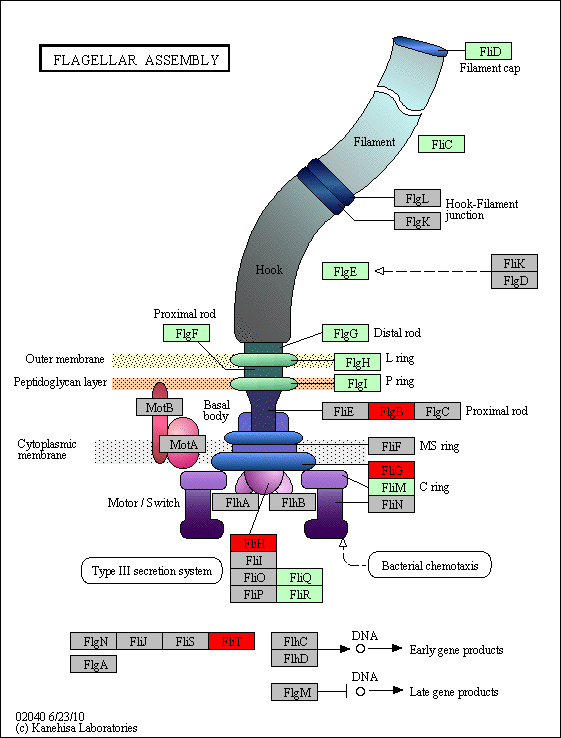 FLAGELLAR ASSEMBLY
FliD
Filament cap
Filament
FliC
FlgL
FlgK
Hook-Filament
junction
Hook
FlgE
FliK
FlgD
Proximal rod
FlgF
FlgG
Distal rod
Outer membrane
FlgH
L ring
Peptidoglycan layer
FlgI
P ring
MotB
Basal
body
FliE
FlgB
FlgC
Proximal rod
Cytoplasmic
membrane
MotA
FliF
MS ring
FliG
FliM
FliN
C ring
Motor / Switch
FlhA
FlhB
FliH
FliI
FliO
FliQ
FliP
FliR
Type III secretion system
Bacterial chemotaxis
FlgN
FliJ
FliS
FliT
FlgA
FlhC
FlhD
DNA
Early gene products
FlgM
DNA
Late gene products
02040 6/23/10
(c) Kanehisa Laboratories